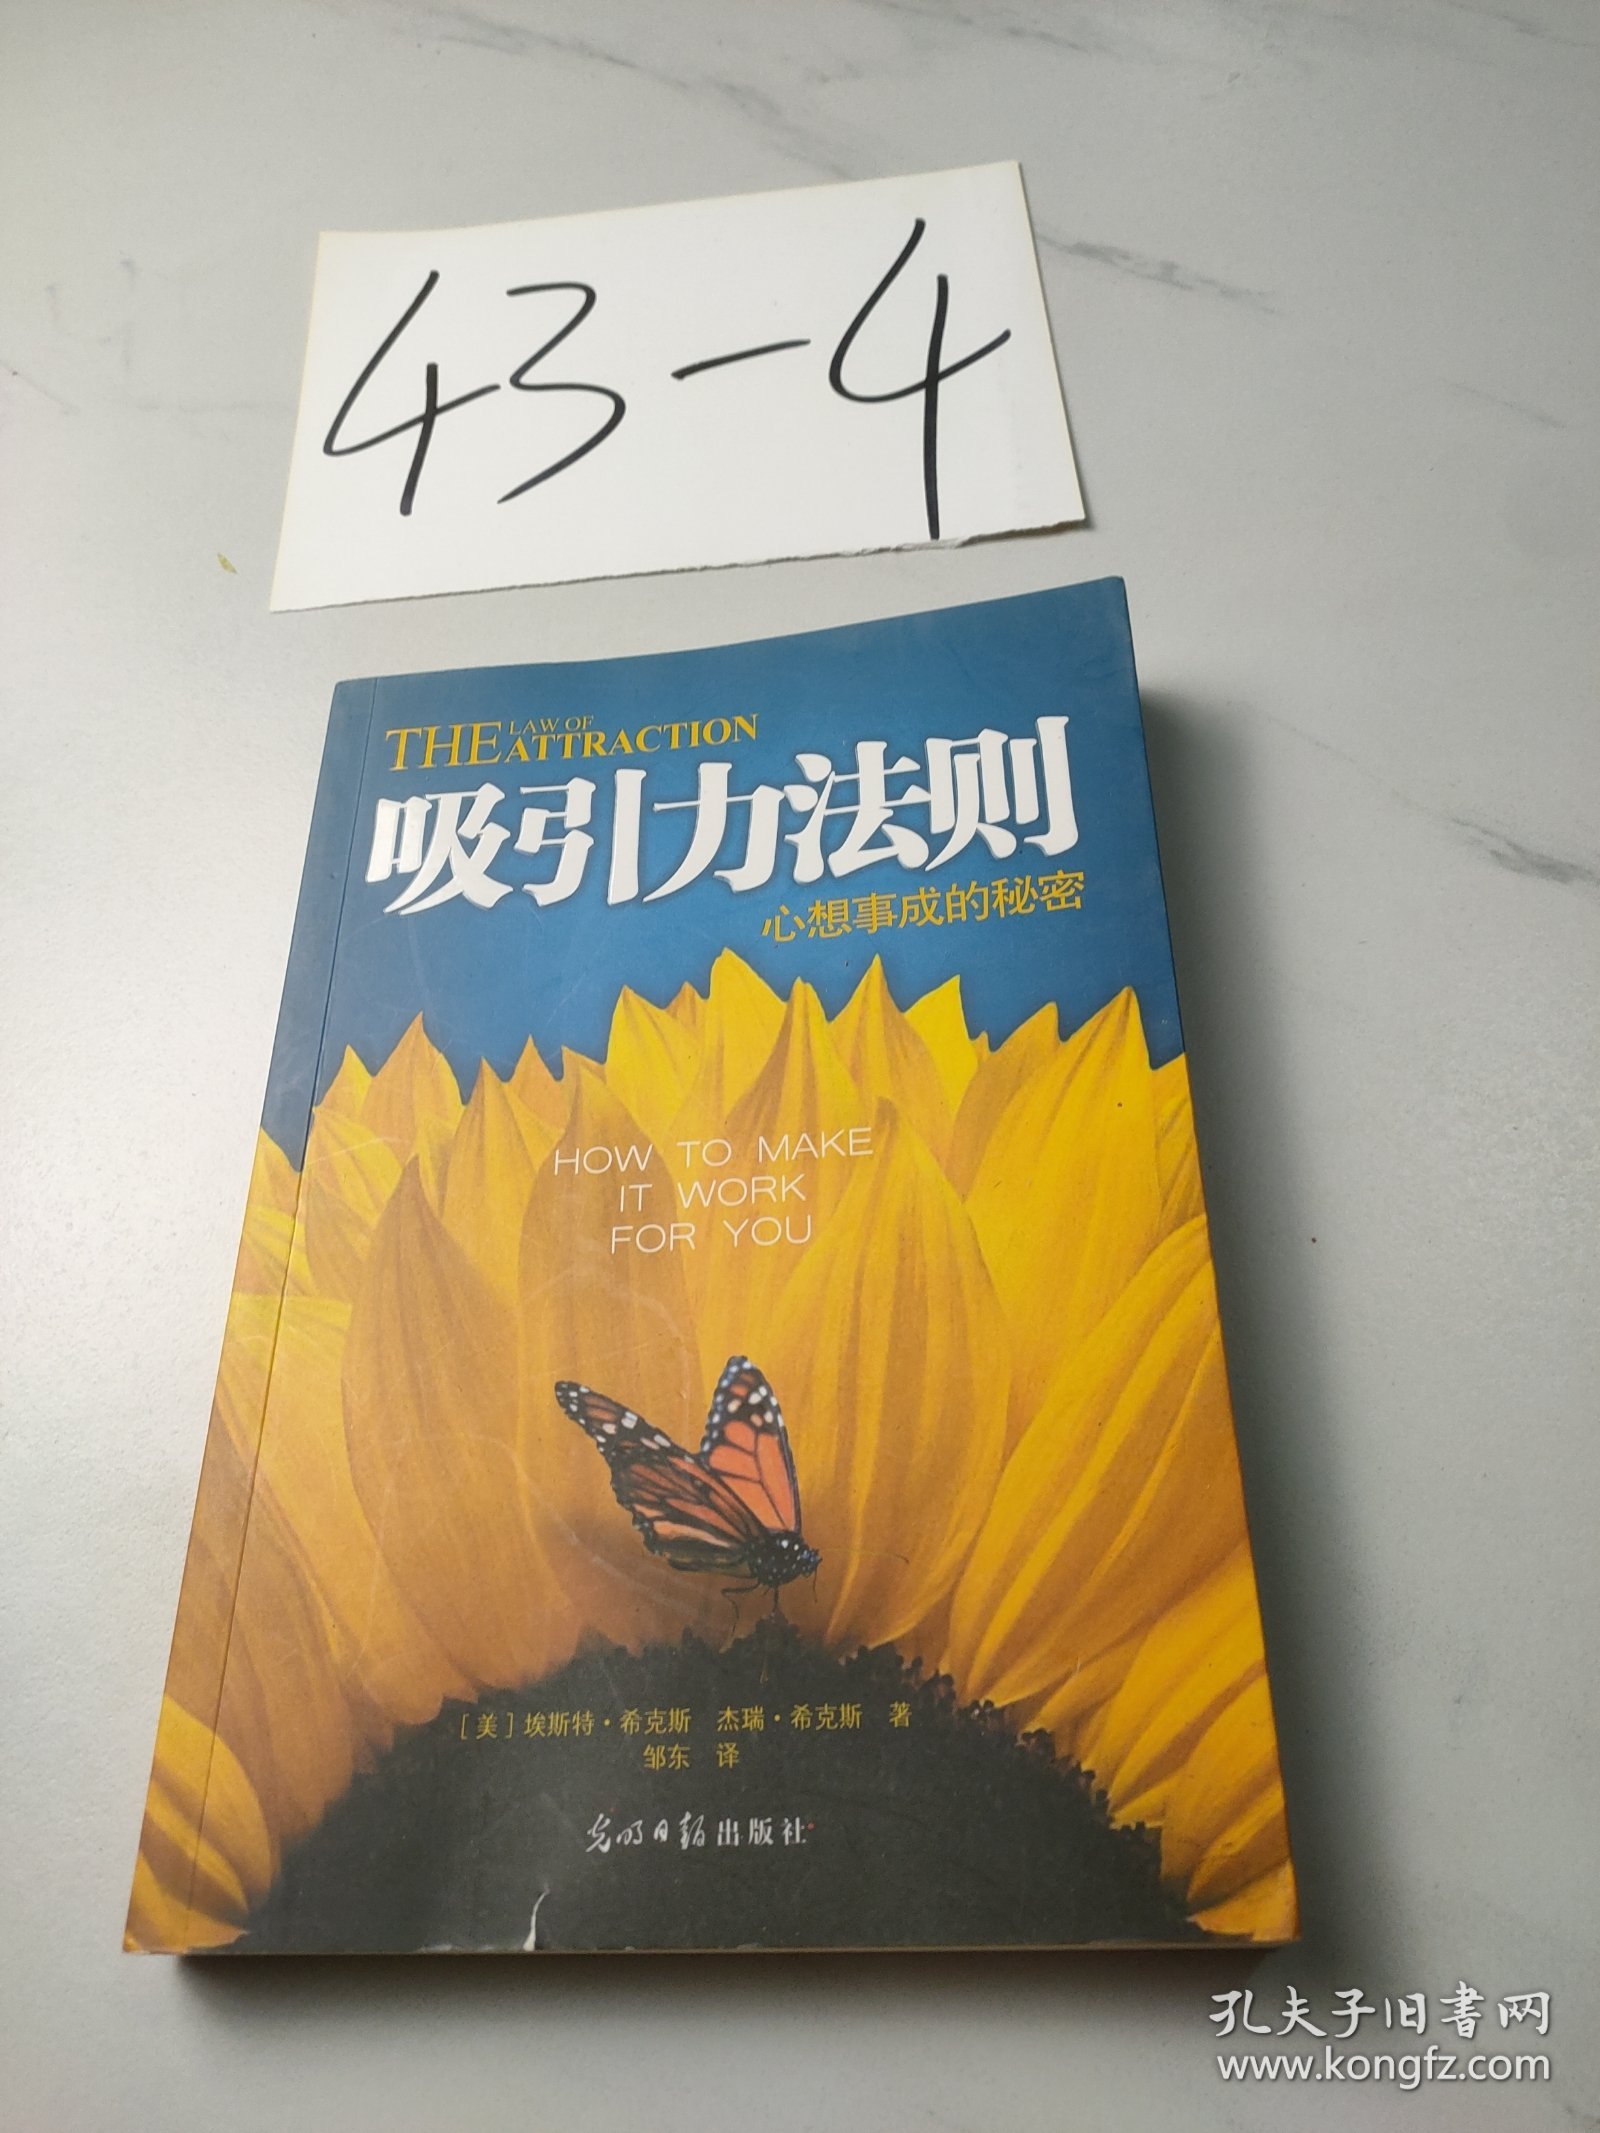 43-4
THE LAW OF ATTRACTION
吸引力法则
心想事成的秘密
HOW TO MAKE
IT WORK
FOR YOU
[美]埃斯特·希克斯 杰瑞·希克斯 著
邹东 译
光明日报出版社
孔夫子旧书网
www.kongfz.com